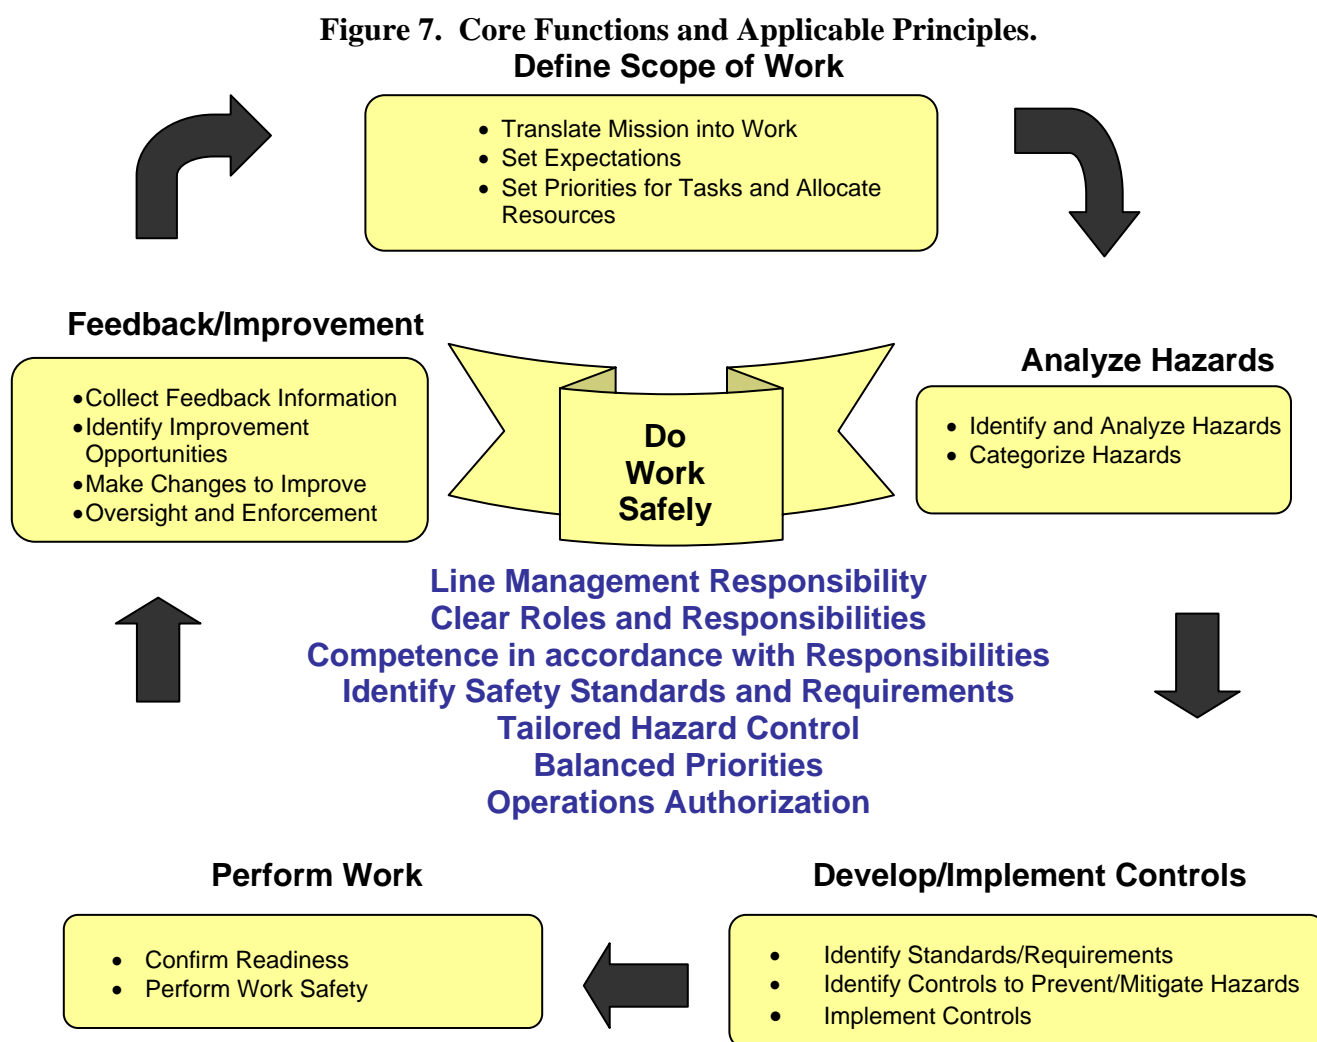 Figure 7.  Core Functions and Applicable Principles.
Define Scope of Work
• Translate Mission into Work
• Set Expectations
• Set Priorities for Tasks and Allocate
Resources
Feedback/Improvement
•Collect Feedback Information
•Identify Improvement
Opportunities
•Make Changes to Improve
•Oversight and Enforcement
Do
Work
Safely
Analyze Hazards
• Identify and Analyze Hazards
• Categorize Hazards
Line Management Responsibility
Clear Roles and Responsibilities
Competence in accordance with Responsibilities
Identify Safety Standards and Requirements
Tailored Hazard Control
Balanced Priorities
Operations Authorization
Perform Work
• Confirm Readiness
• Perform Work Safety
Develop/Implement Controls
• Identify Standards/Requirements
• Identify Controls to Prevent/Mitigate Hazards
• Implement Controls